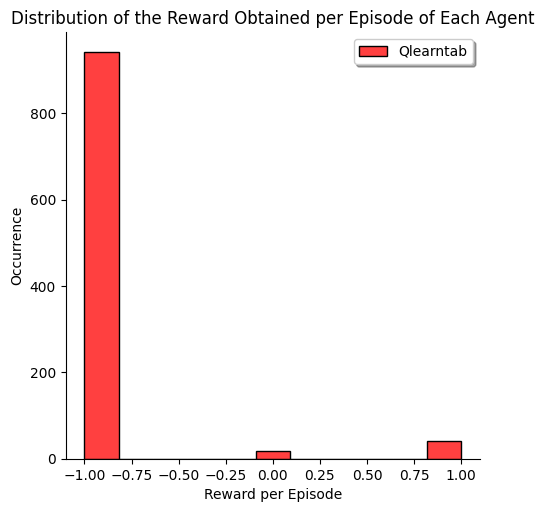 Distribution of the Reward Obtained per Episode of Each Agent
Qlearntab
Occurrence
800
600
400
200
0
−1.00 −0.75 −0.50 −0.25 0.00 0.25 0.50 0.75 1.00
Reward per Episode